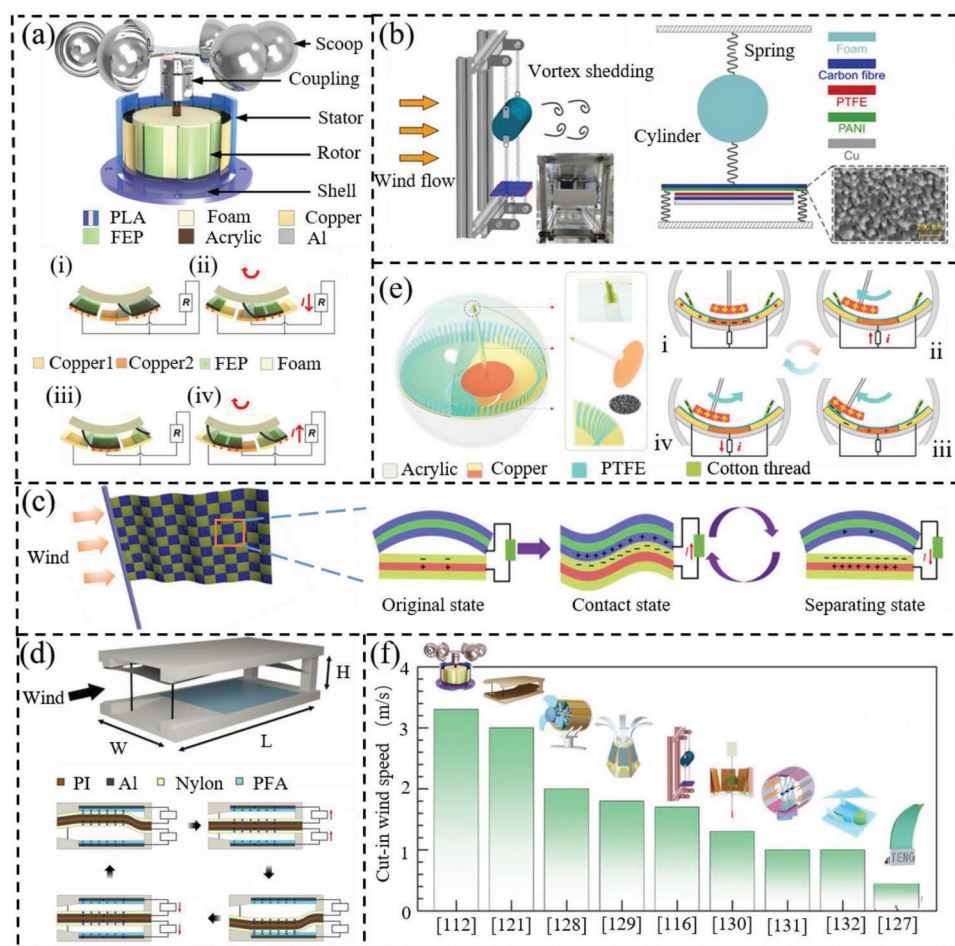 (a)
Scoop
Coupling
Stator
Rotor
Shell
PLA Foam Copper
FEP Acrylic Al
(i) (ii)
R I R
Copper1 Copper2 FEP Foam
(iii) (iv)
R I R
(b)
Vortex shedding
Wind flow
Spring
Cylinder
Foam
Carbon fibre
PTFE
PANI
Cu
(e)
i
i
ii
iv
i
iii
Acrylic Copper PTFE Cotton thread
(c)
Wind
I
I
Original state Contact state Separating state
(d)
Wind
H
W L
PI Al Nylon PFA
(f)
Cut-in wind speed (m/s)
4
3
2
1
0
TENG
[112] [121] [128] [129] [116] [130] [131] [132] [127]